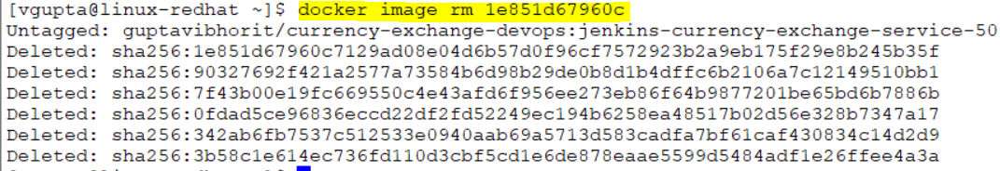 [vgupta@linux-redhat ~]$ docker image rm 1e851d67960c
Untagged: guptavibhorit/currency-exchange-devops:jenkins-currency-exchange-service-50
Deleted: sha256:1e851d67960c7129ad08e04d6b57d0f96cf7572923b2a9eb175f29e8b245b35f
Deleted: sha256:90327692f421a2577a73584b6d98b29de0b8d1b4dffc6b2106a7c12149510bb1
Deleted: sha256:7f43b00e19fc669550c4e43afd6f956ee273eb86f64b9877201be65bd6b7886b
Deleted: sha256:0fdad5ce96836eccd22df2fd52249ec194b6258ea48517b02d56e328b7347a17
Deleted: sha256:342ab6fb7537c512533e0940aab69a5713d583cadfa7bf61caf430834c14d2d9
Deleted: sha256:3b58c1e614ec736fd110d3cbf5cd1e6de878eaae5599d5484adf1e26ffee4a3a